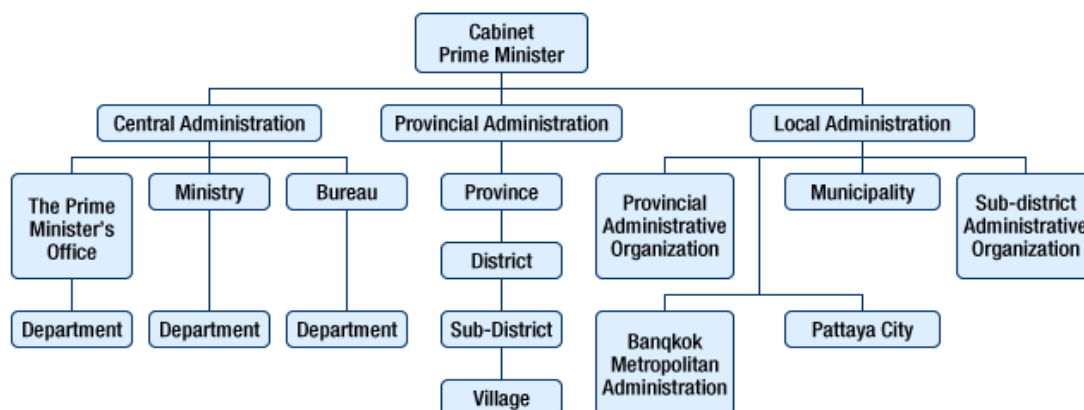 Cabinet
Prime Minister
Central Administration
Provincial Administration
Local Administration
The Prime
Minister's
Office
Ministry
Bureau
Province
Provincial
Administrative
Organization
Municipality
Sub-district
Administrative
Organization
District
Department
Department
Department
Sub-District
Banqkok
Metropolitan
Administration
Pattaya City
Village